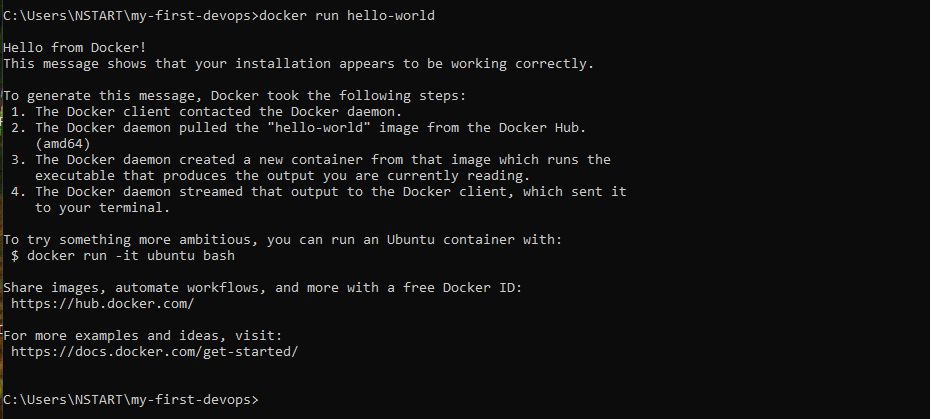 C:\Users\NSTART\my-first-devops>docker run hello-world
Hello from Docker!
This message shows that your installation appears to be working correctly.
To generate this message, Docker took the following steps:
1. The Docker client contacted the Docker daemon.
2. The Docker daemon pulled the "hello-world" image from the Docker Hub.
(amd64)
3. The Docker daemon created a new container from that image which runs the
executable that produces the output you are currently reading.
4. The Docker daemon streamed that output to the Docker client, which sent it
to your terminal.
To try something more ambitious, you can run an Ubuntu container with:
$ docker run -it ubuntu bash
Share images, automate workflows, and more with a free Docker ID:
https://hub.docker.com/
For more examples and ideas, visit:
https://docs.docker.com/get-started/
C:\Users\NSTART\my-first-devops>